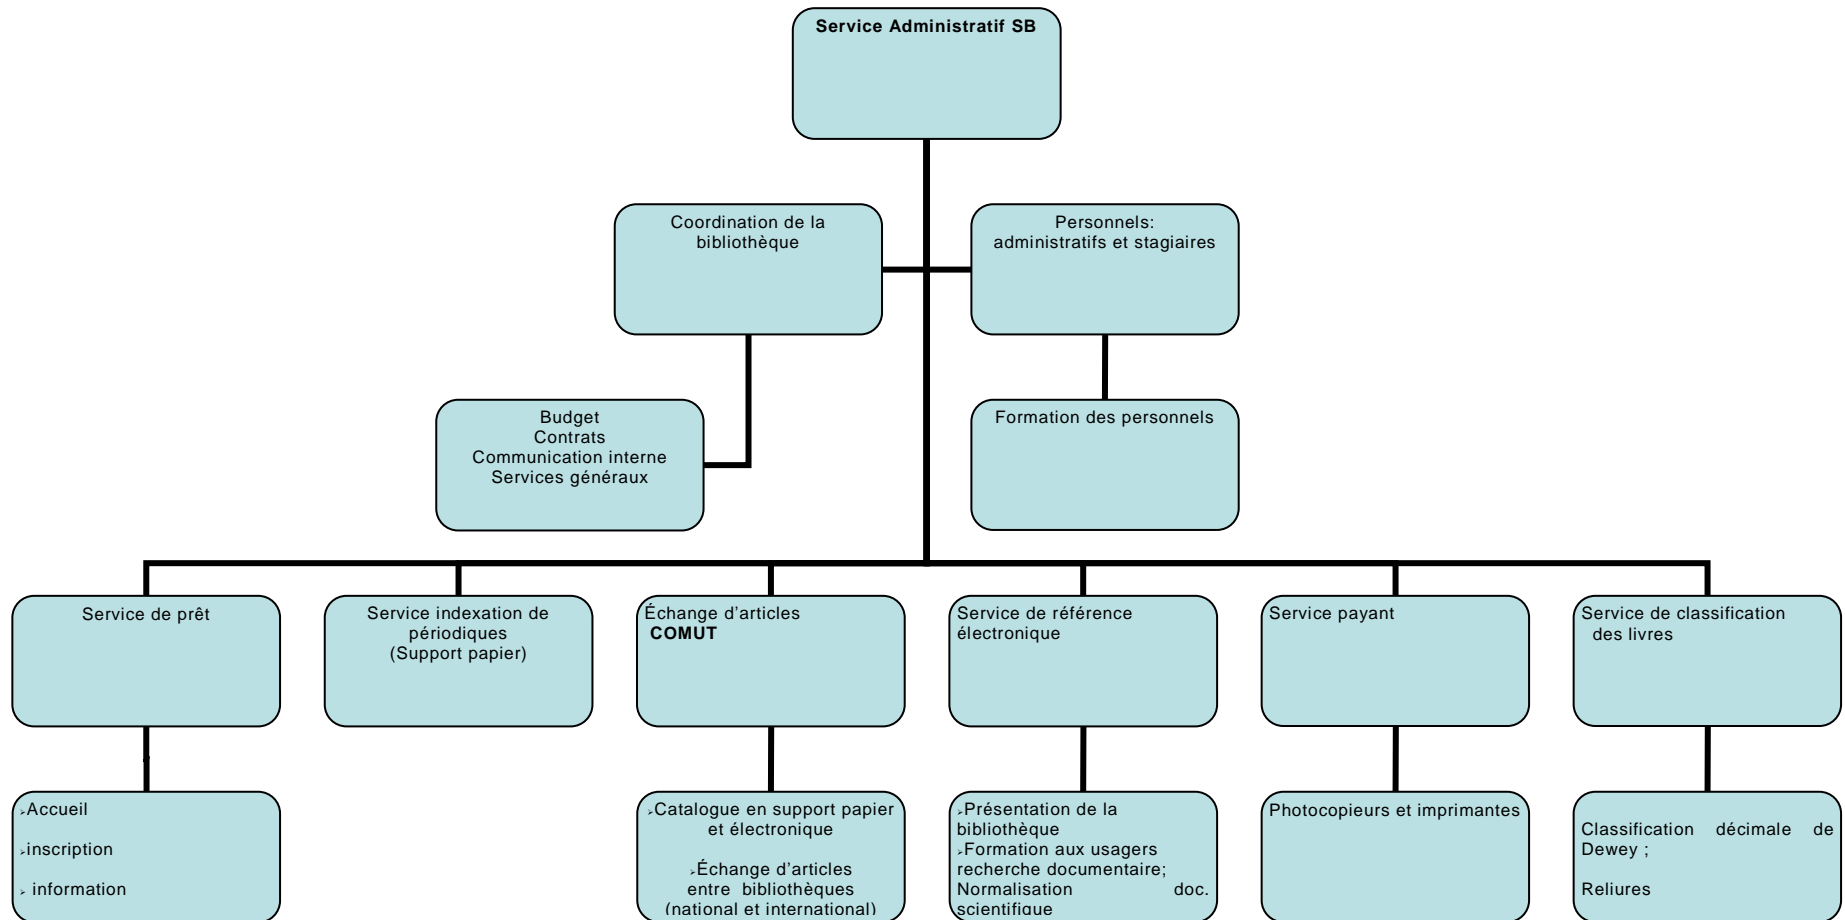 Service Administratif SB
Coordination de la
bibliothèque
Personnels:
administratifs et stagiaires
Budget
Contrats
Communication interne
Services généraux
Formation des personnels
Service de prêt
Service indexation de
périodiques
(Support papier)
Échange d'articles
COMUT
Service de référence
électronique
Service payant
Service de classification
des livres
➢Accueil
➢inscription
➢ information
➢Catalogue en support papier
et électronique
➢Échange d'articles
entre bibliothèques
(national et international)
➢Présentation de la
bibliothèque
➢Formation aux usagers
recherche documentaire;
Normalisation doc.
scientifique
Photocopieurs et imprimantes
Classification décimale de
Dewey ;
Reliures